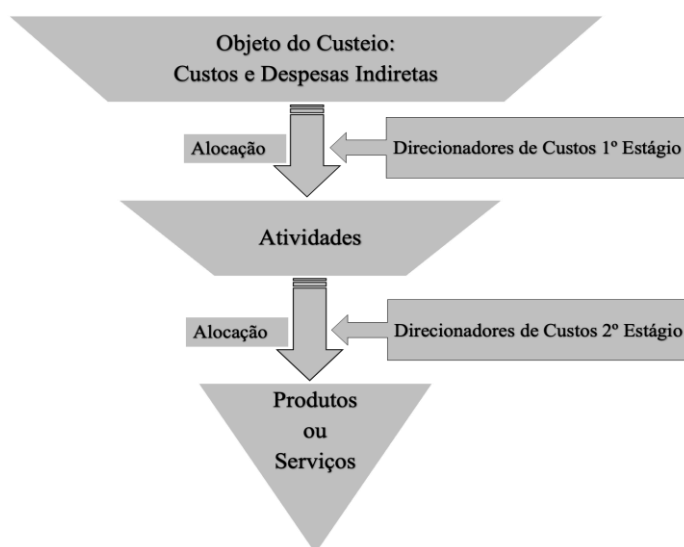 Objeto do Custeio:
Custos e Despesas Indiretas
Alocação
Direcionadores de Custos 1º Estágio
Atividades
Alocação
Direcionadores de Custos 2º Estágio
Produtos
ou
Serviços